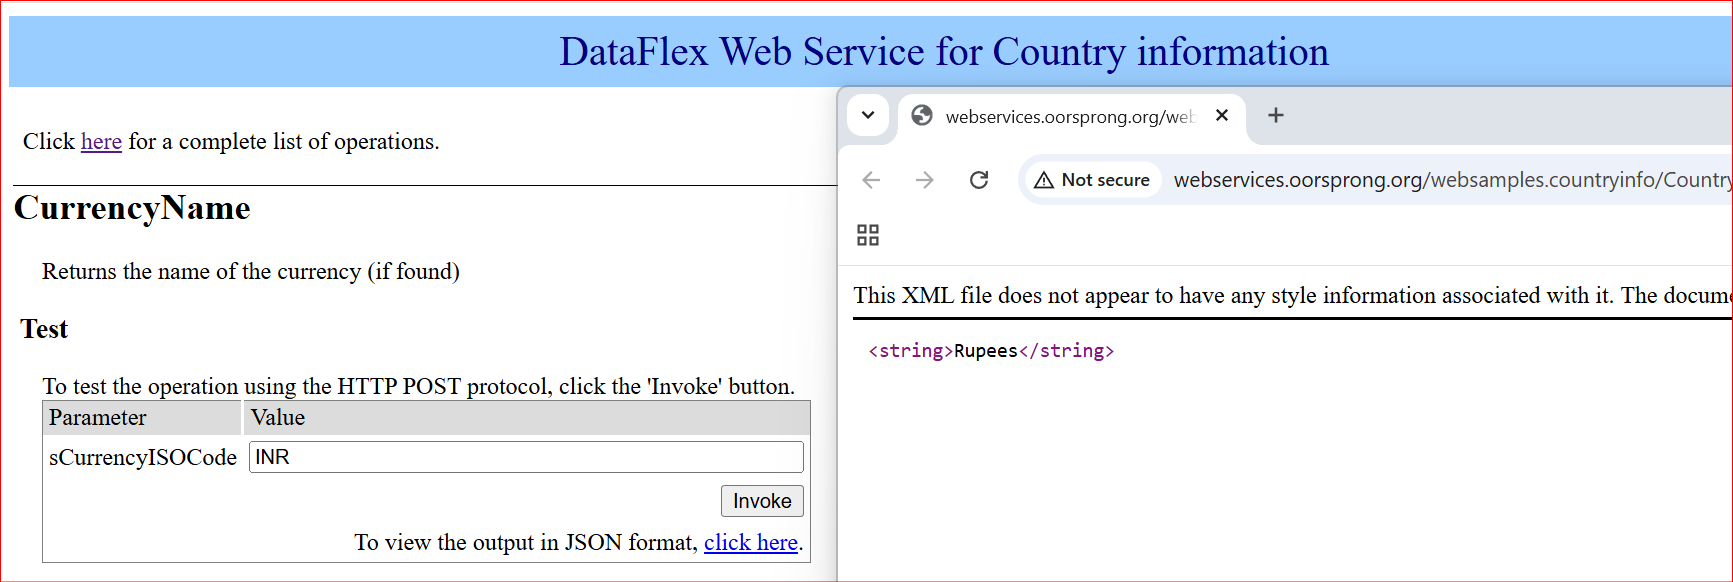 DataFlex Web Service for Country information
Click here for a complete list of operations.
CurrencyName
Returns the name of the currency (if found)
Test
To test the operation using the HTTP POST protocol, click the 'Invoke' button.
Parameter Value
sCurrencyISOCode INR
Invoke
To view the output in JSON format, click here.
webservices.oorsprong.org/web
Not secure webservices.oorsprong.org/websamples.countryinfo/Country
This XML file does not appear to have any style information associated with it. The docume
<string>Rupees</string>